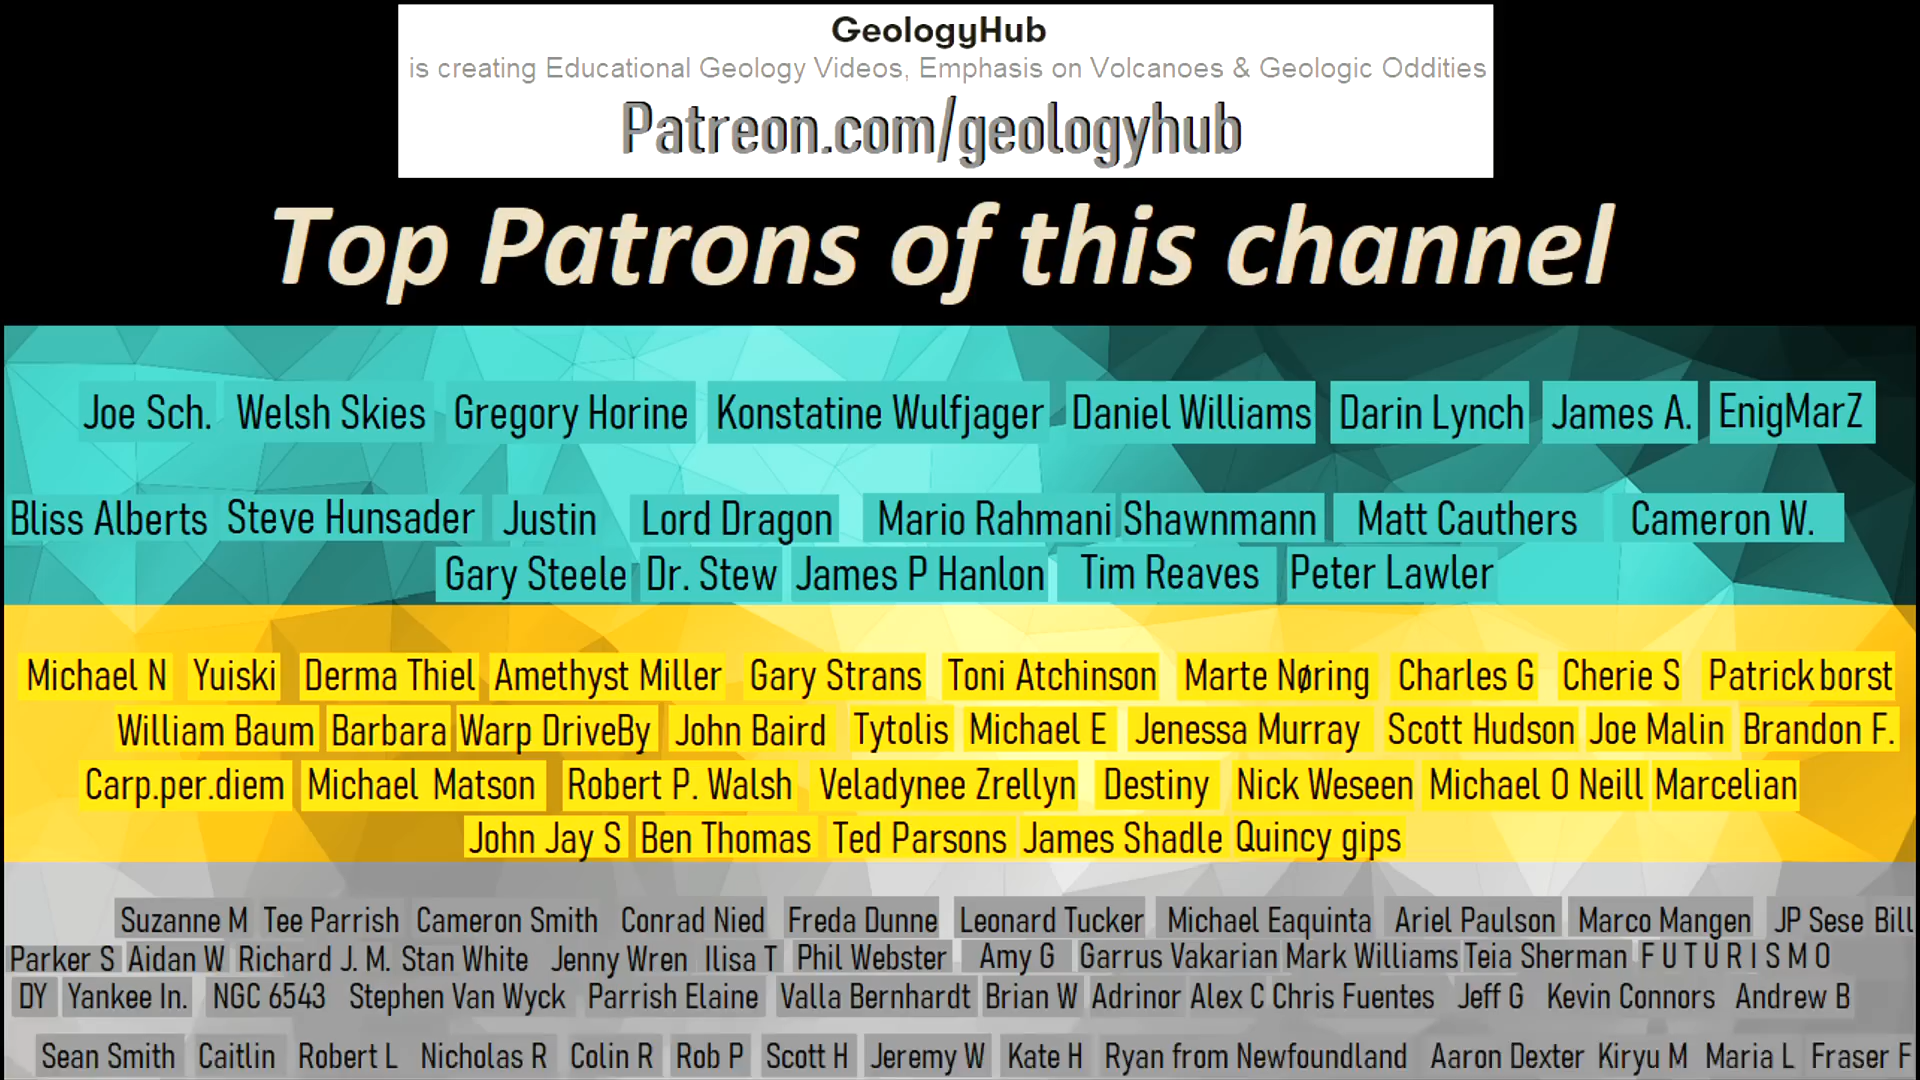 GeologyHub
is creating Educational Geology Videos, Emphasis on Volcanoes & Geologic Oddities
Patreon.com/geologyhub
Top Patrons of this channel
Joe Sch. Welsh Skies Gregory Horine Konstatine Wulfjager Daniel Williams Darin Lynch James A. EnigMarZ
Bliss Alberts Steve Hunsader Justin Lord Dragon Mario Rahmani Shawnmann Matt Cauthers Cameron W.
Gary Steele Dr. Stew James P Hanlon Tim Reaves Peter Lawler
Michael N Yuiski Derma Thiel Amethyst Miller Gary Strans Toni Atchinson Marte Nøring Charles G Cherie S Patrick borst
William Baum Barbara Warp DriveBy John Baird Tytolis Michael E Jenessa Murray Scott Hudson Joe Malin Brandon F.
Carp.per.diem Michael Matson Robert P. Walsh Veladynee Zrellyn Destiny Nick Weseen Michael O Neill Marcelian
John Jay S Ben Thomas Ted Parsons James Shadle Quincy gips
Suzanne M Tee Parrish Cameron Smith Conrad Nied Freda Dunne Leonard Tucker Michael Eaquinta Ariel Paulson Marco Mangen JP Sese Bill
Parker S Aidan W Richard J. M. Stan White Jenny Wren Ilisa T Phil Webster Amy G Garrus Vakarian Mark Williams Teia Sherman F U T U R I S M O
DY Yankee In. NGC 6543 Stephen Van Wyck Parrish Elaine Valla Bernhardt Brian W Adrinor Alex C Chris Fuentes Jeff G Kevin Connors Andrew B
Sean Smith Caitlin Robert L Nicholas R Colin R Rob P Scott H Jeremy W Kate H Ryan from Newfoundland Aaron Dexter Kiryu M Maria L Fraser F